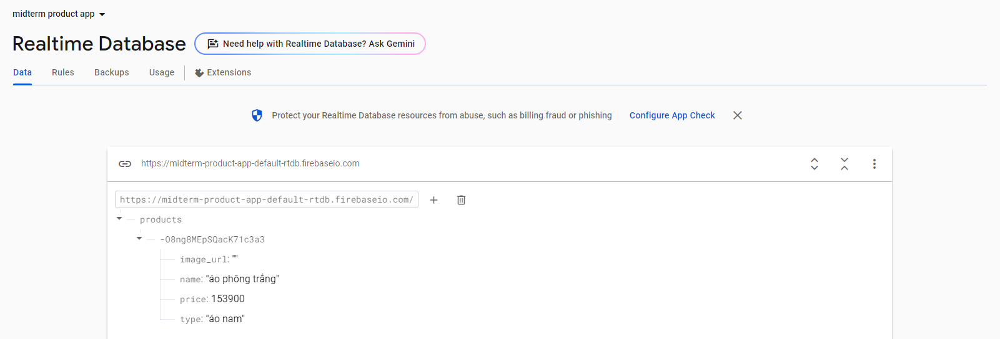 midterm product app
Realtime Database
Need help with Realtime Database? Ask Gemini
Data Rules Backups Usage Extensions
Protect your Realtime Database resources from abuse, such as billing fraud or phishing Configure App Check
https://midterm-product-app-default-rtdb.firebaseio.com
https://midterm-product-app-default-rtdb.firebaseio.com/
products
-O8ng8MEpSQacK71c3a3
image_url: ""
name: "áo phông trắng"
price: 153900
type: "áo nam"